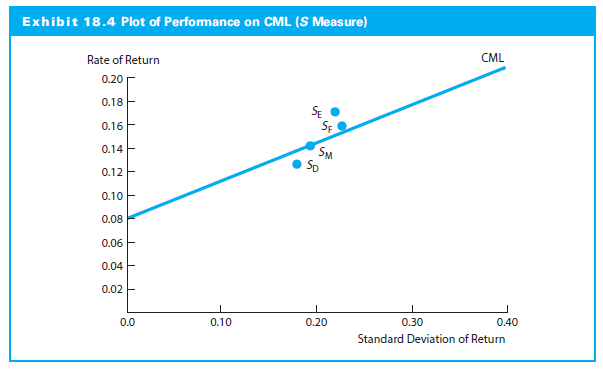 Exhibit 18.4 Plot of Performance on CML (S Measure)
Rate of Return
CML
0.20
0.18
0.16
0.14
0.12
0.10
0.08
0.06
0.04
0.02
SE
SF
SM
SD
0.0 0.10 0.20 0.30 0.40
Standard Deviation of Return